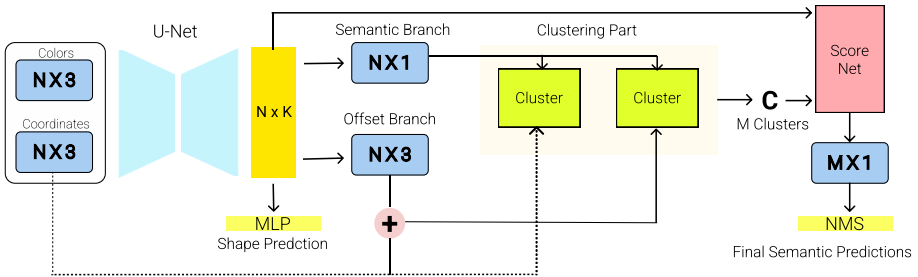 Colors
NX3
Coordinates
NX3
U-Net
N x K
MLP
Shape Predction
Semantic Branch
NX1
Offset Branch
NX3
+
Clustering Part
Cluster
Cluster
C
M Clusters
Score
Net
MX1
NMS
Final Semantic Predictions